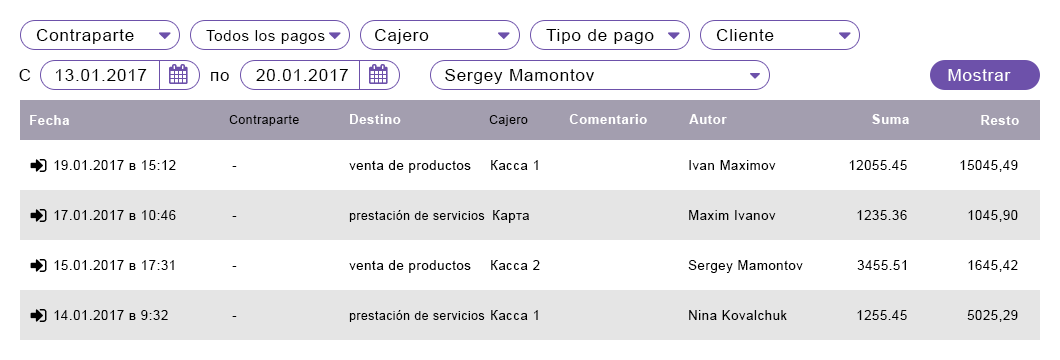 Contraparte Todos los pagos Cajero Tipo de pago Cliente
С 13.01.2017 по 20.01.2017 Sergey Mamontov Mostrar
Fecha Contraparte Destino Cajero Comentario Autor Suma Resto
19.01.2017 в 15:12 - venta de productos Касса 1 Ivan Maximov 12055.45 15045,49
17.01.2017 в 10:46 - prestación de servicios Карта Maxim Ivanov 1235.36 1045,90
15.01.2017 в 17:31 - venta de productos Касса 2 Sergey Mamontov 3455.51 1645,42
14.01.2017 в 9:32 - prestación de servicios Касса 1 Nina Kovalchuk 1255.45 5025,29